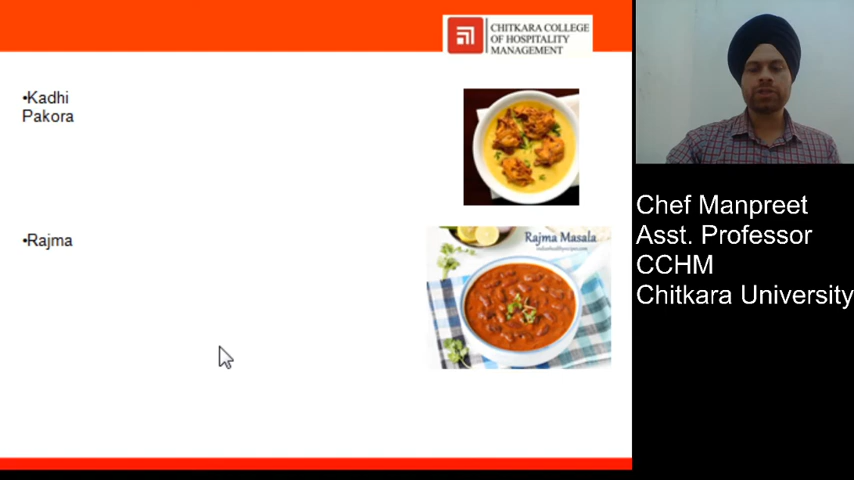 CHITKARA COLLEGE
OF HOSPITALITY
MANAGEMENT
•Kadhi
Pakora
•Rajma
Rajma Masala
Chef Manpreet
Asst. Professor
CCHM
Chitkara University